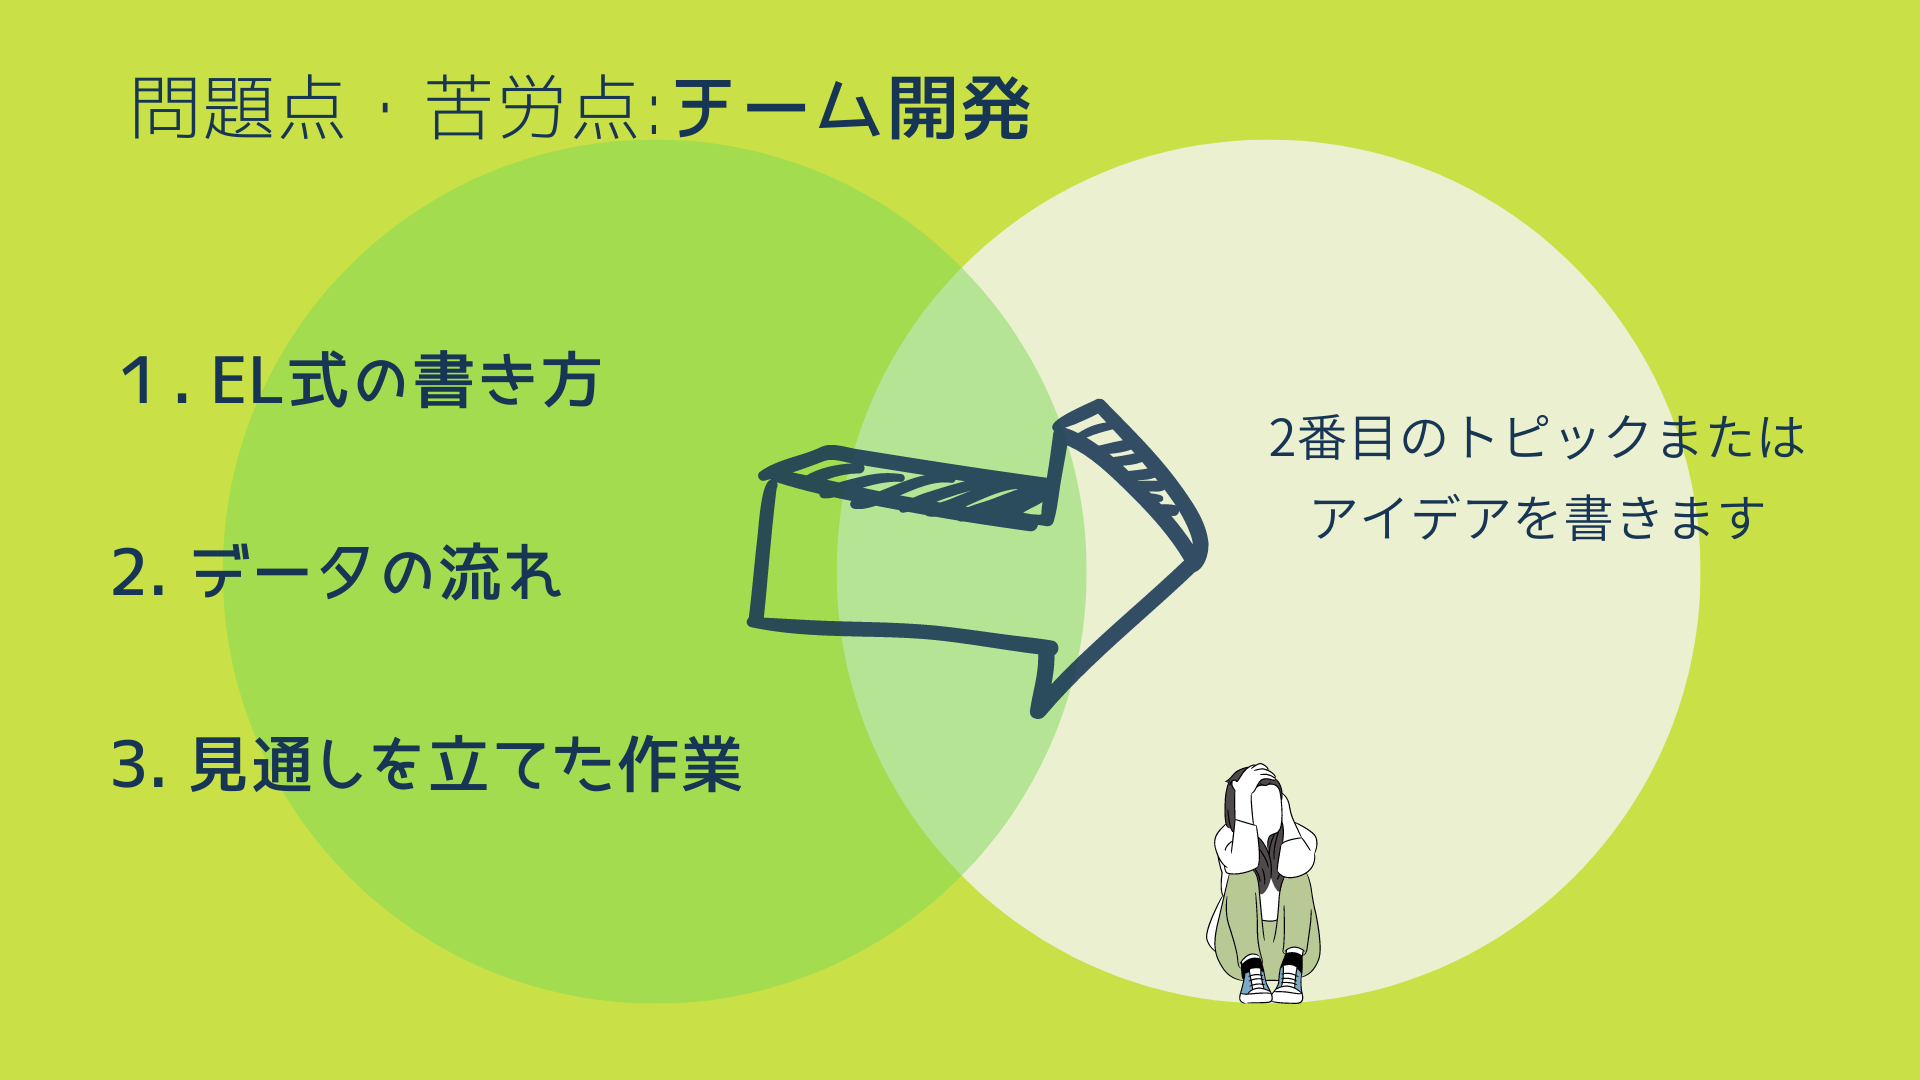 問題点・苦労点:チーム開発
１. EL式の書き方
2. データの流れ
3. 見通しを立てた作業
2番目のトピックまたは
アイデアを書きます